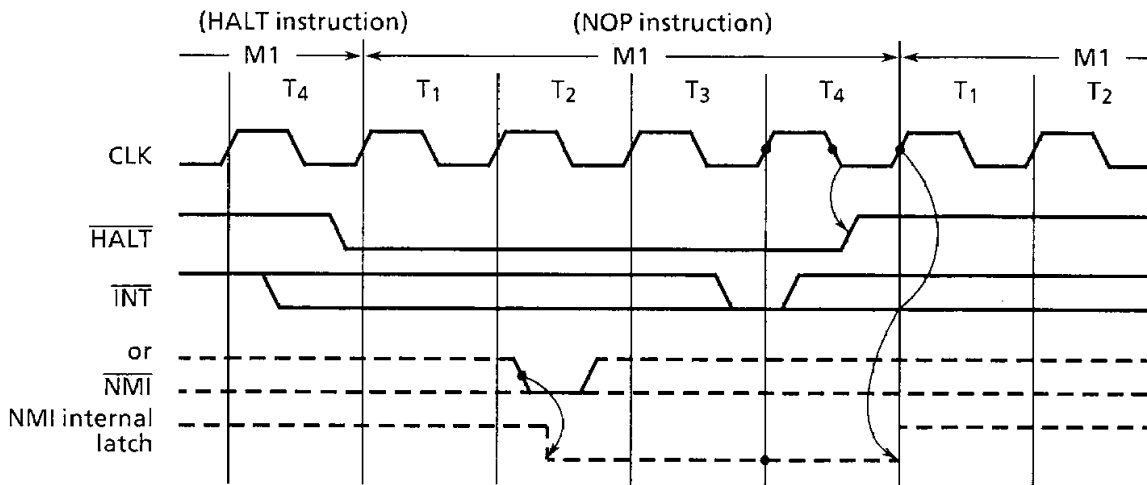 (HALT instruction) (NOP instruction)
M1 M1 M1
T4 T1 T2 T3 T4 T1 T2
CLK
HALT
INT
or
NMI
NMI internal
latch